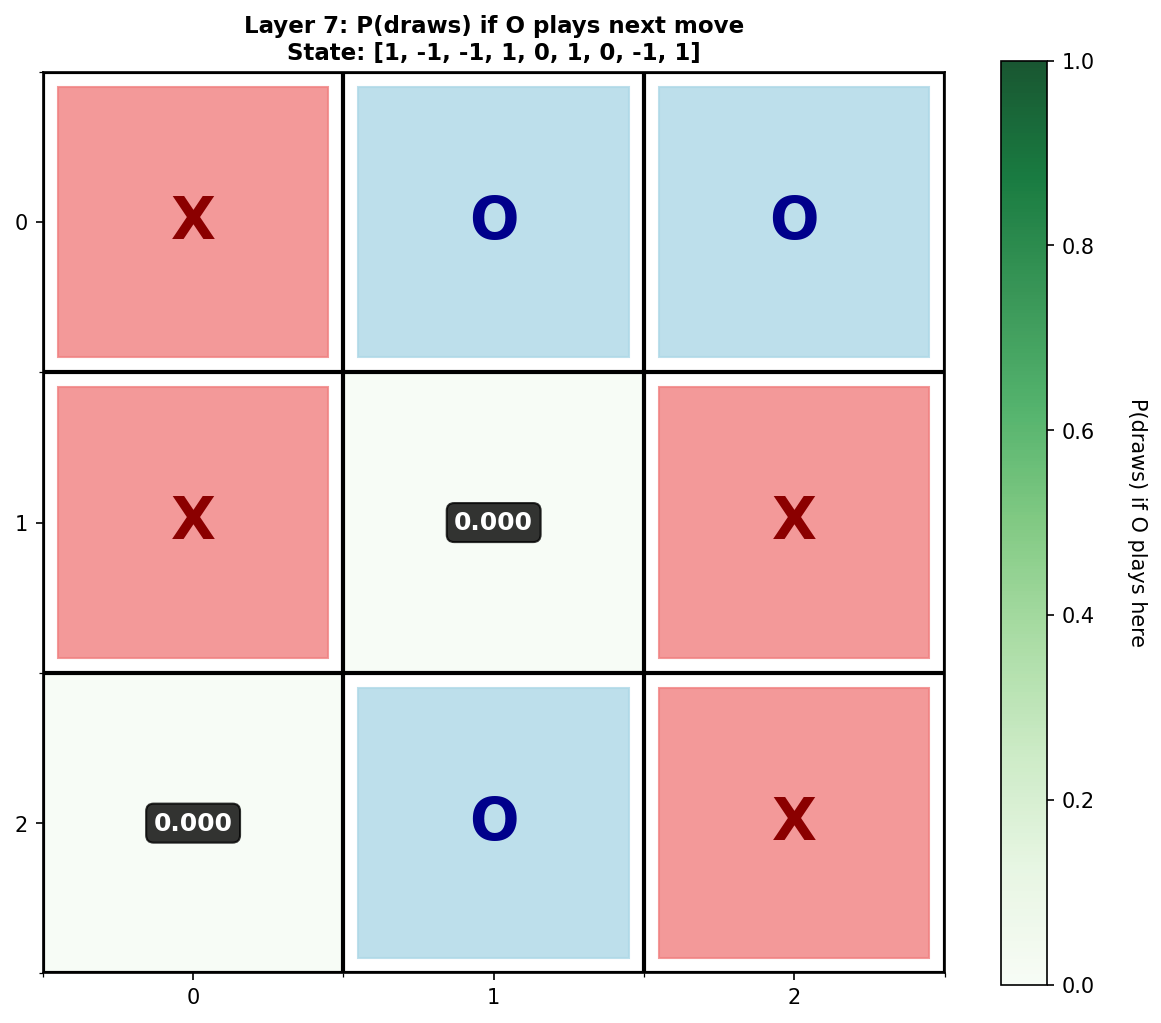 Layer 7: P(draws) if O plays next move
State: [1, -1, -1, 1, 0, 1, 0, -1, 1]
1.0
X
O
O
0
0.8
0.6
P(draws) if O plays here
X
0.000
X
1
0.4
0.2
0.000
O
X
2
0.0
0
1
2